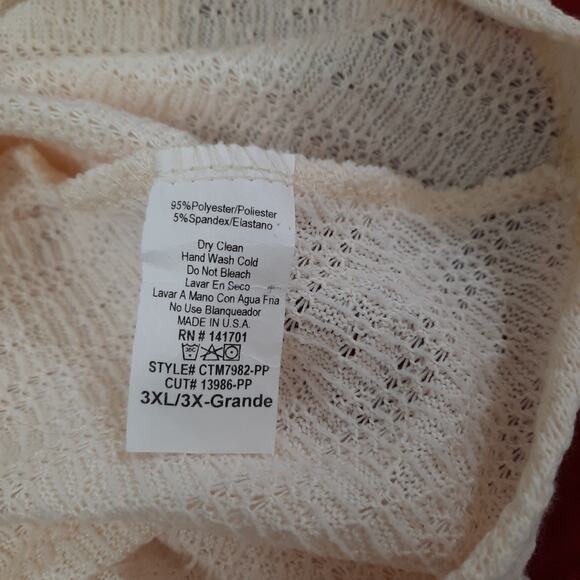 95%Polyester/Poliester
5%Spandex/Elastano
Dry Clean
Hand Wash Cold
Do Not Bleach
Lavar En Seco
Lavar A Mano Con Agua Fria
No Use Blanqueador
MADE IN U.S.A.
RN # 141701
30C
STYLE# CTM7982-PP
CUT# 13986-PP
3XL/3X-Grande